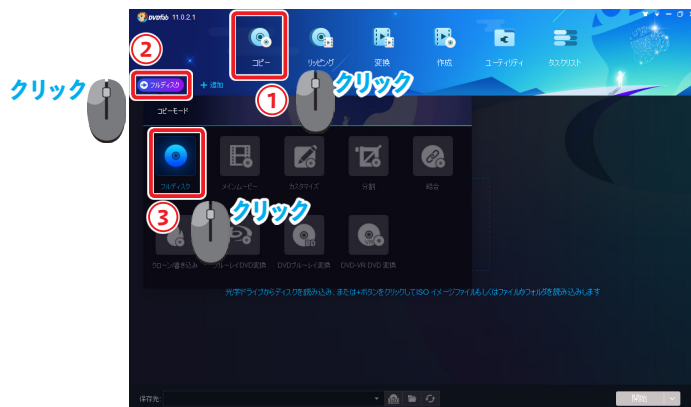 DVDFab 11.0.2.1
コピー リッピング 変換 作成 ユーティリティ タスクリスト
②
クリック
フルディスク + 追加
① クリック
コピーモード
フルディスク メインムービー カスタマイズ 分割 結合
③ クリック
クローン/書き込み ブルーレイDVD変換 DVDブルーレイ変換 DVD-VR DVD 変換
光学ドライブからディスクを読み込み、または+ボタンをクリックしてISO イメージファイルもしくはファイルかフォルダを読み込みします
保存先: 開始